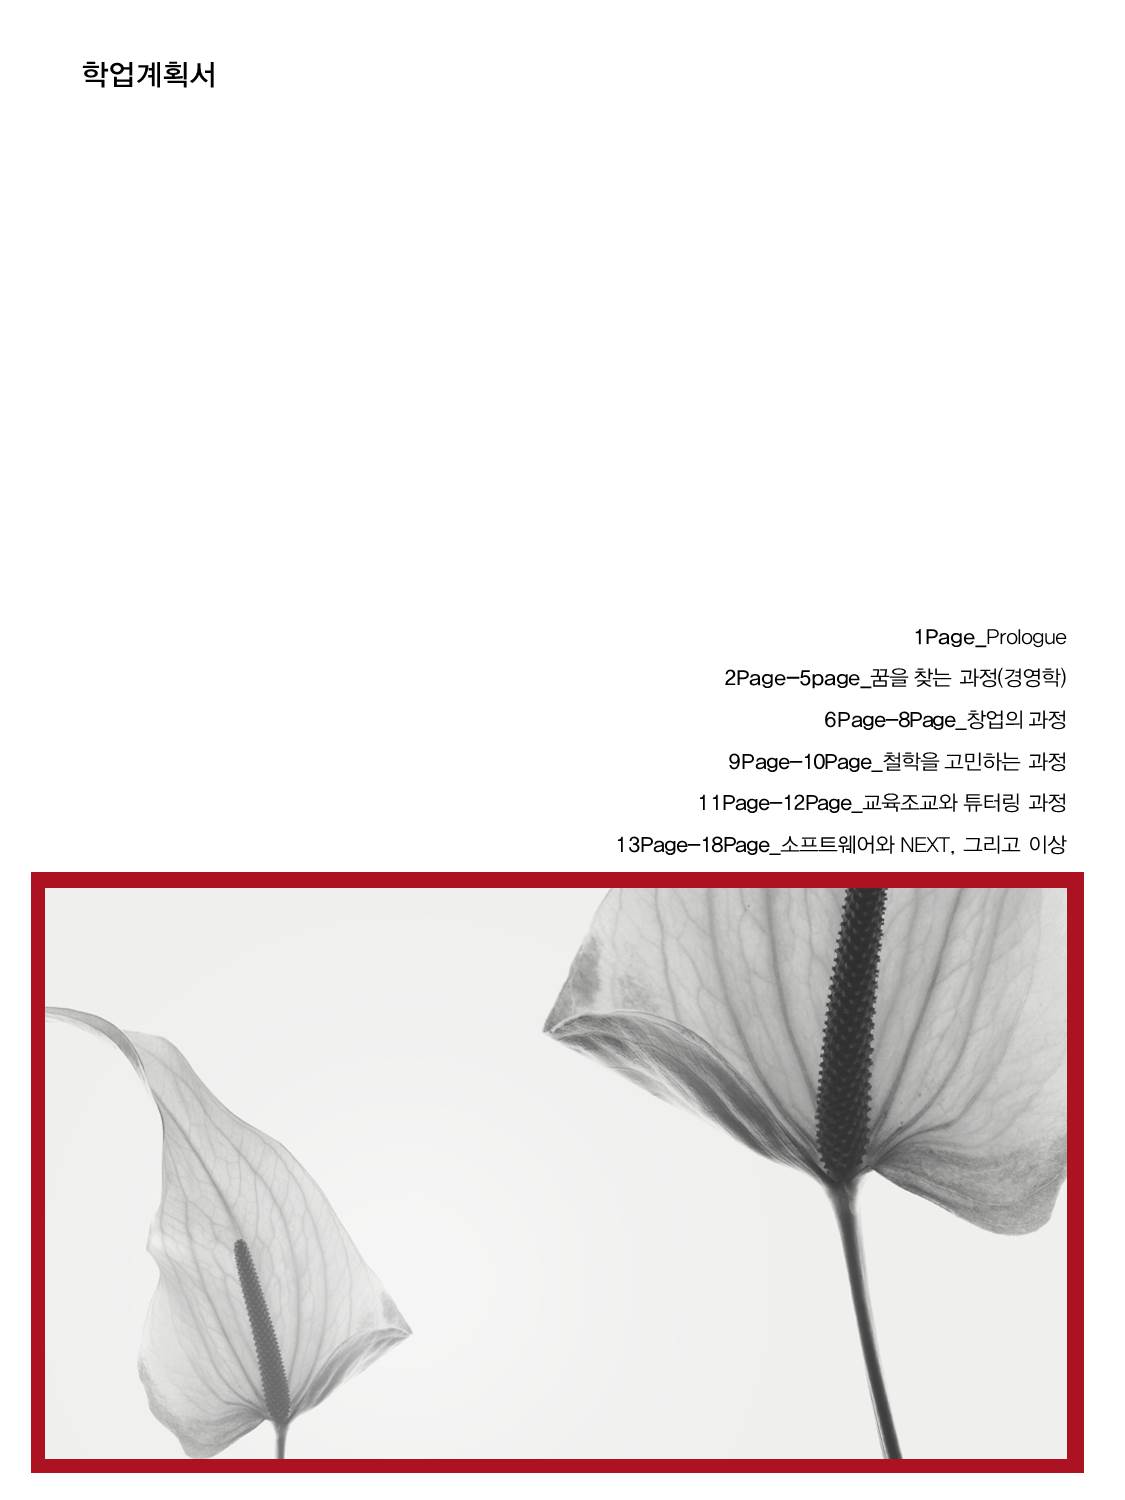 학업계획서
1Page_Prologue
2Page-5page_꿈을 찾는 과정(경영학)
6Page-8Page_창업의 과정
9Page-10Page_철학을 고민하는 과정
11Page-12Page_교육조교와 튜터링 과정
13Page-18Page_소프트웨어와 NEXT, 그리고 이상